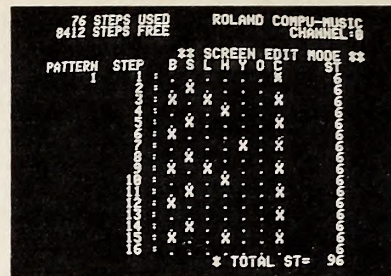 76 STEPS USED ROLAND COMPU-MUSIC
8412 STEPS FREE CHANNEL:0
** SCREEN EDIT MODE **
PATTERN STEP B S L H Y O C ST
1 1 : . . . . . . X 6
2 : . X . . . . . 6
3 : X . X . . . X 6
4 : . . . X . . . 6
5 : . X . . . . X 6
6 : X . . . . . . 6
7 : . . . . X . X 6
8 : . X . . . . . 6
9 : X . X . . . X 6
10 : . . . X . . . 6
11 : . X . . . . X 6
12 : X . . . . . . 6
13 : . . . . . . X 6
14 : . X . . . . . 6
15 : X . . X . . X 6
16 : . . . . . . . 6
* TOTAL ST= 96